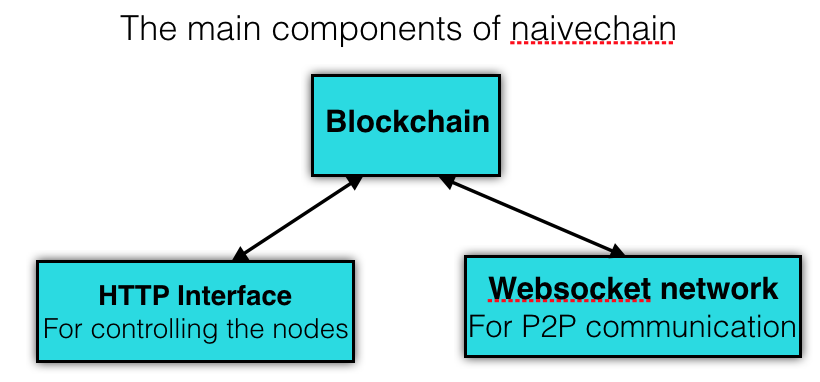 The main components of naivechain
Blockchain
HTTP Interface
For controlling the nodes
Websocket network
For P2P communication